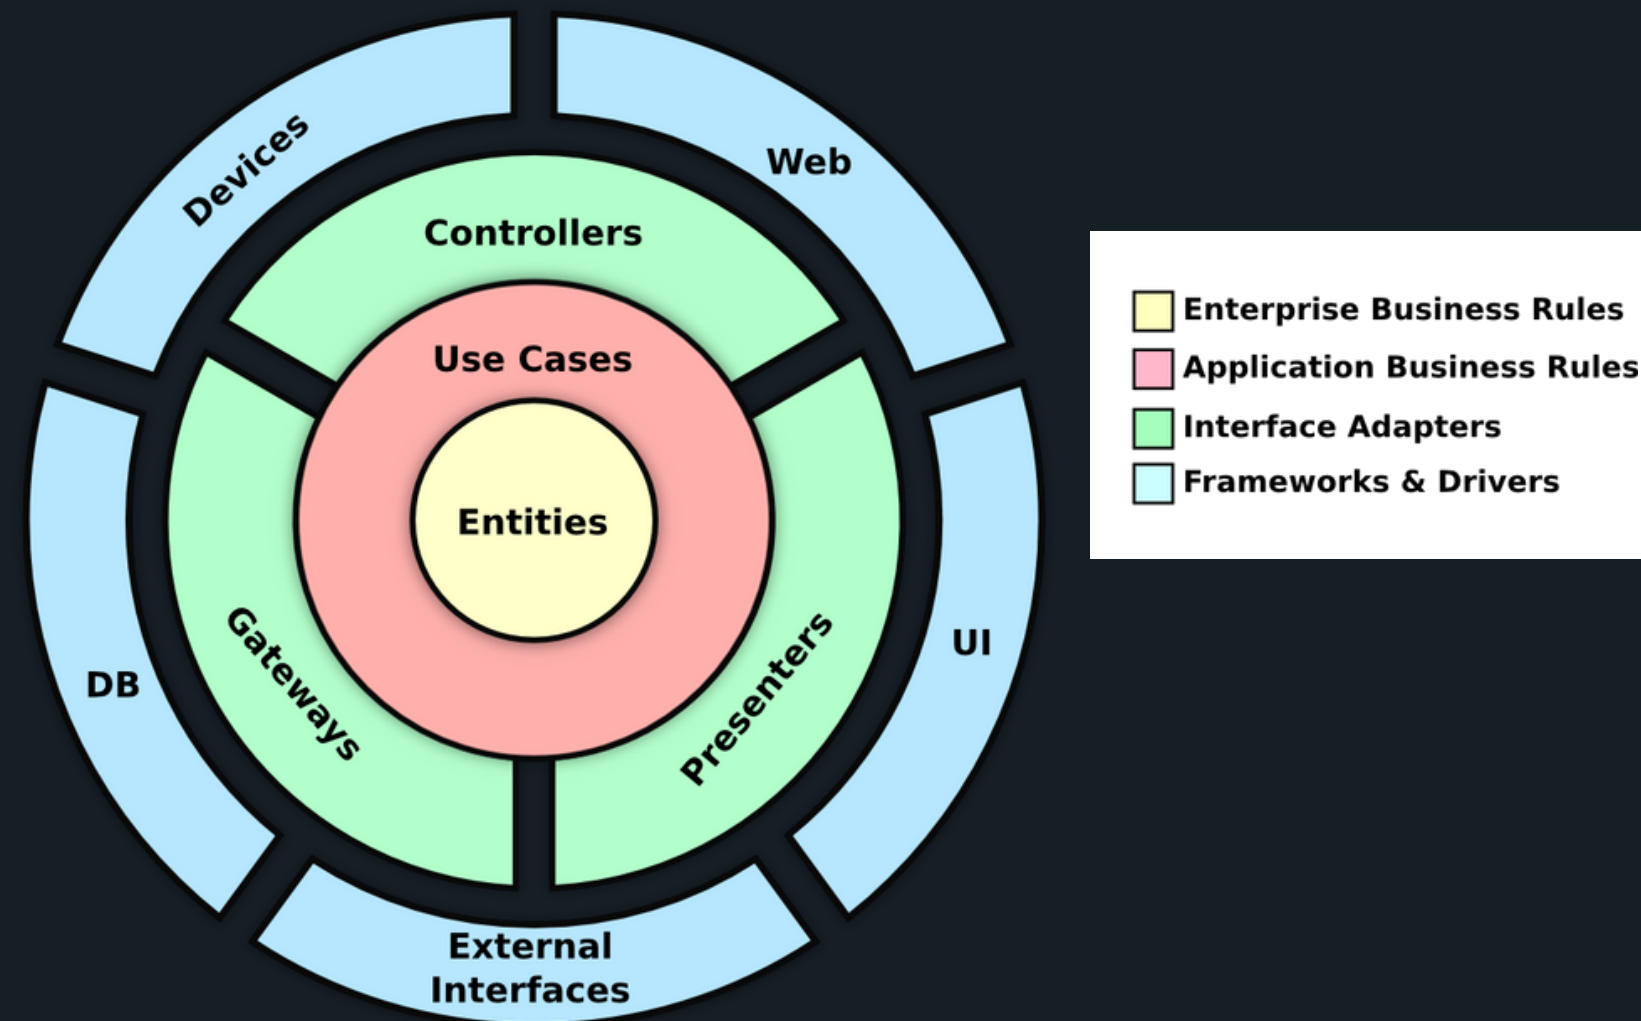 Devices
Web
Controllers
Use Cases
Entities
Gateways
Presenters
DB
UI
External
Interfaces
Enterprise Business Rules
Application Business Rules
Interface Adapters
Frameworks & Drivers